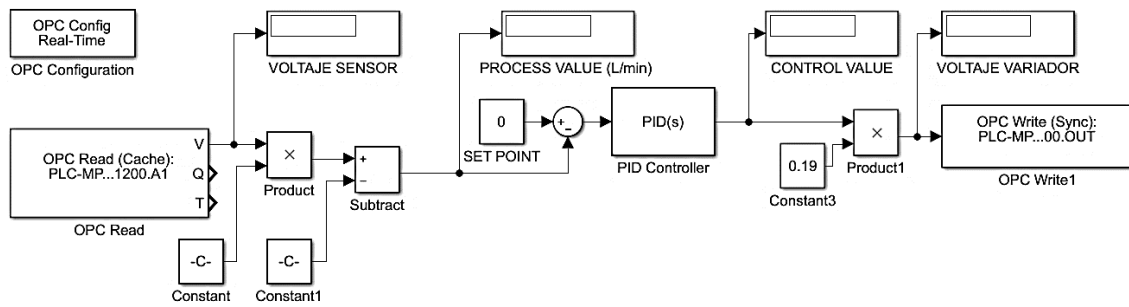 OPC Config
Real-Time
OPC Configuration
VOLTAJE SENSOR
PROCESS VALUE (L/min)
CONTROL VALUE
VOLTAJE VARIADOR
OPC Read (Cache):
PLC-MP...1200.A1
V
Q
T
OPC Read
×
Product
-C-
Constant
-C-
Constant1
+
−
Subtract
0
SET POINT
+
−
PID(s)
PID Controller
0.19
Constant3
×
Product1
OPC Write (Sync):
PLC-MP...00.OUT
OPC Write1